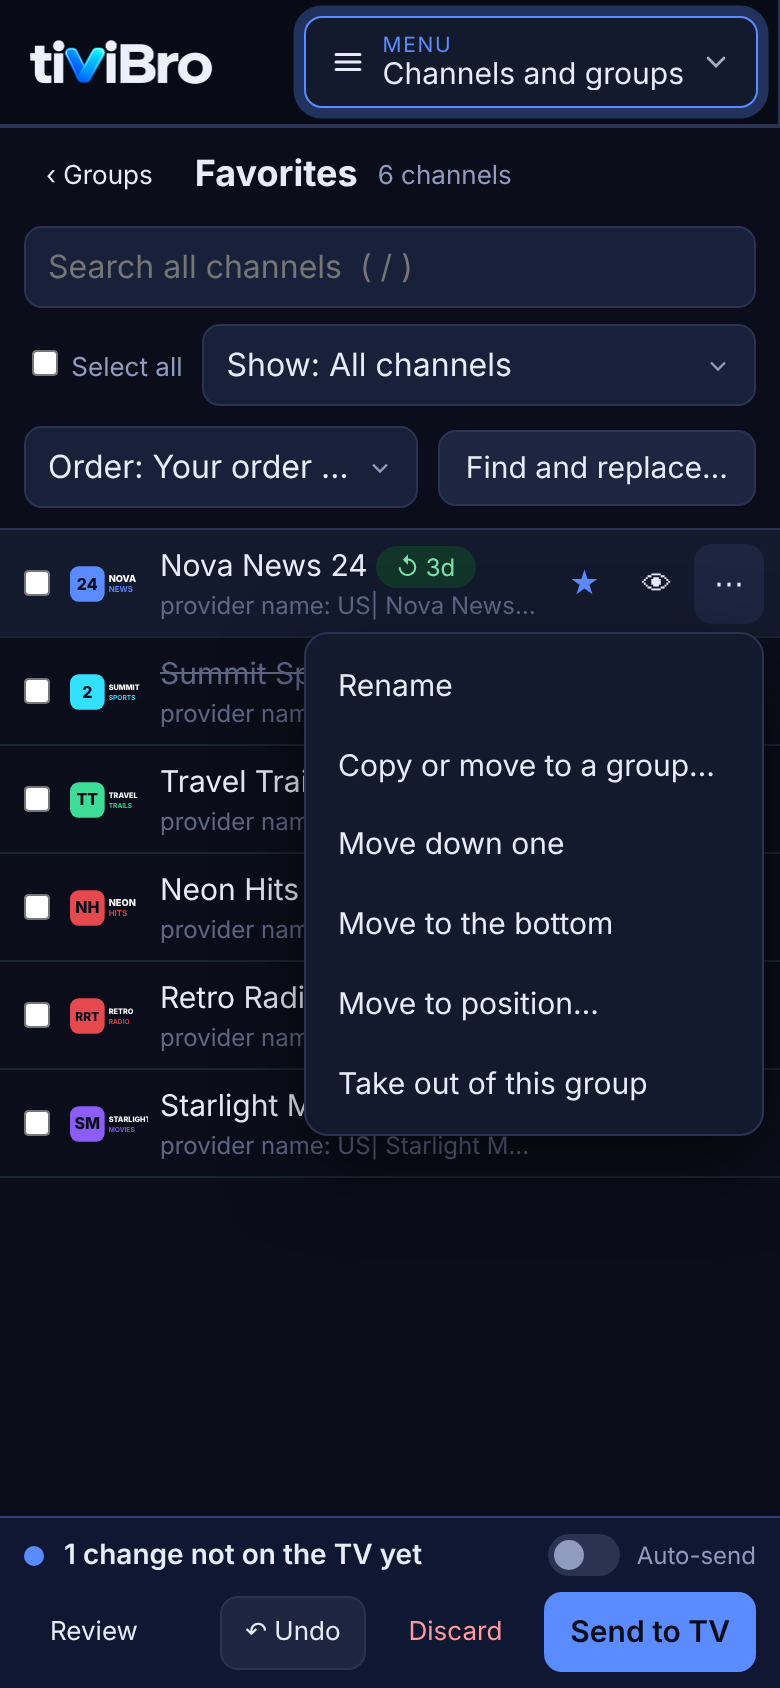 tiviBro
MENU
Channels and groups
‹ Groups
Favorites
6 channels
Search all channels ( / )
Select all
Show: All channels
Order: Your order ...
Find and replace...
24 NOVA NEWS
Nova News 24
3d
provider name: US| Nova News...
...
2 SUMMIT SPORTS
Summit Sp
provider nam
TT TRAVEL TRAILS
Travel Trai
provider nam
NH NEON HITS
Neon Hits
provider nam
RRT RETRO RADIO
Retro Radi
provider nam
SM STARLIGHT MOVIES
Starlight M
provider name: US| Starlight M...
Rename
Copy or move to a group...
Move down one
Move to the bottom
Move to position...
Take out of this group
1 change not on the TV yet
Auto-send
Review
↶ Undo
Discard
Send to TV